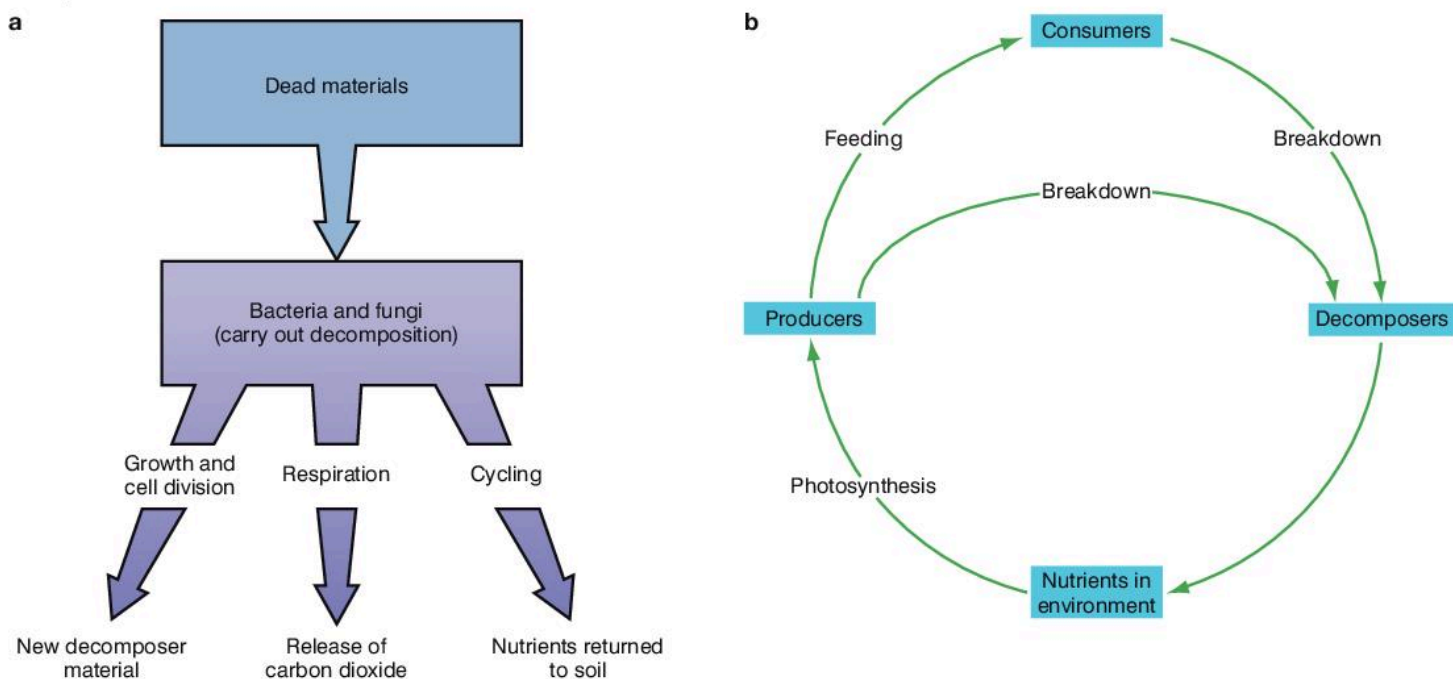 a
Dead materials
Bacteria and fungi
(carry out decomposition)
Growth and
cell division
Respiration
Cycling
New decomposer
material
Release of
carbon dioxide
Nutrients returned
to soil
b
Consumers
Feeding
Breakdown
Breakdown
Producers
Decomposers
Photosynthesis
Nutrients in
environment